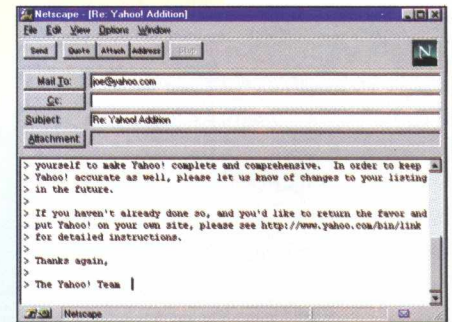 Netscape - [Re: Yahoo! Addition]
File Edit View Options Window
Send Quote Attach Address Stop
N
Mail To: joe@yahoo.com
Cc:
Subject: Re: Yahoo! Addition
Attachment:
> yourself to make Yahoo! complete and comprehensive. In order to keep
> Yahoo! accurate as well, please let us know of changes to your listing
> in the future.
>
> If you haven't already done so, and you'd like to return the favor and
> put Yahoo! on your own site, please see http://www.yahoo.com/bin/link
> for detailed instructions.
>
> Thanks again,
>
> The Yahoo! Team
Netscape